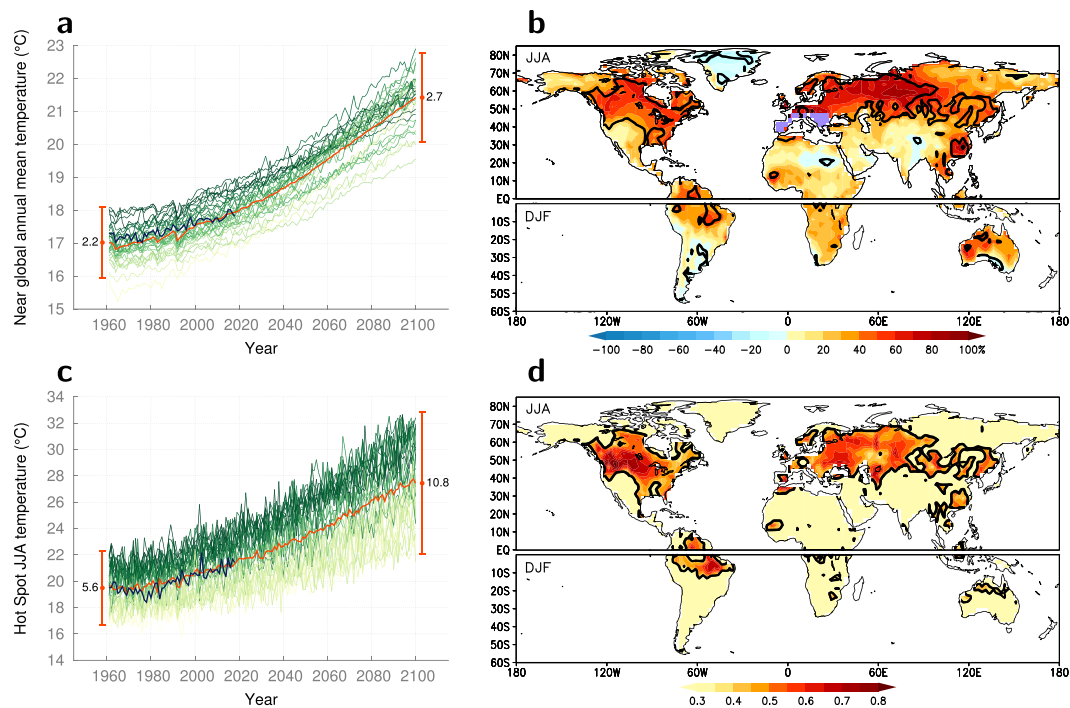 a
Near global annual mean temperature (°C)
23
22
21
20
19
18
17
16
15
2.2
2.7
1960 1980 2000 2020 2040 2060 2080 2100
Year
b
JJA
80N
70N
60N
50N
40N
30N
20N
10N
EQ
DJF
10S
20S
30S
40S
50S
60S
180 120W 60W 0 60E 120E 180
-100 -80 -60 -40 -20 0 20 40 60 80 100%
c
Hot Spot JJA temperature (°C)
34
32
30
28
26
24
22
20
18
16
14
5.6
10.8
1960 1980 2000 2020 2040 2060 2080 2100
Year
d
JJA
80N
70N
60N
50N
40N
30N
20N
10N
EQ
DJF
10S
20S
30S
40S
50S
60S
180 120W 60W 0 60E 120E 180
0.3 0.4 0.5 0.6 0.7 0.8